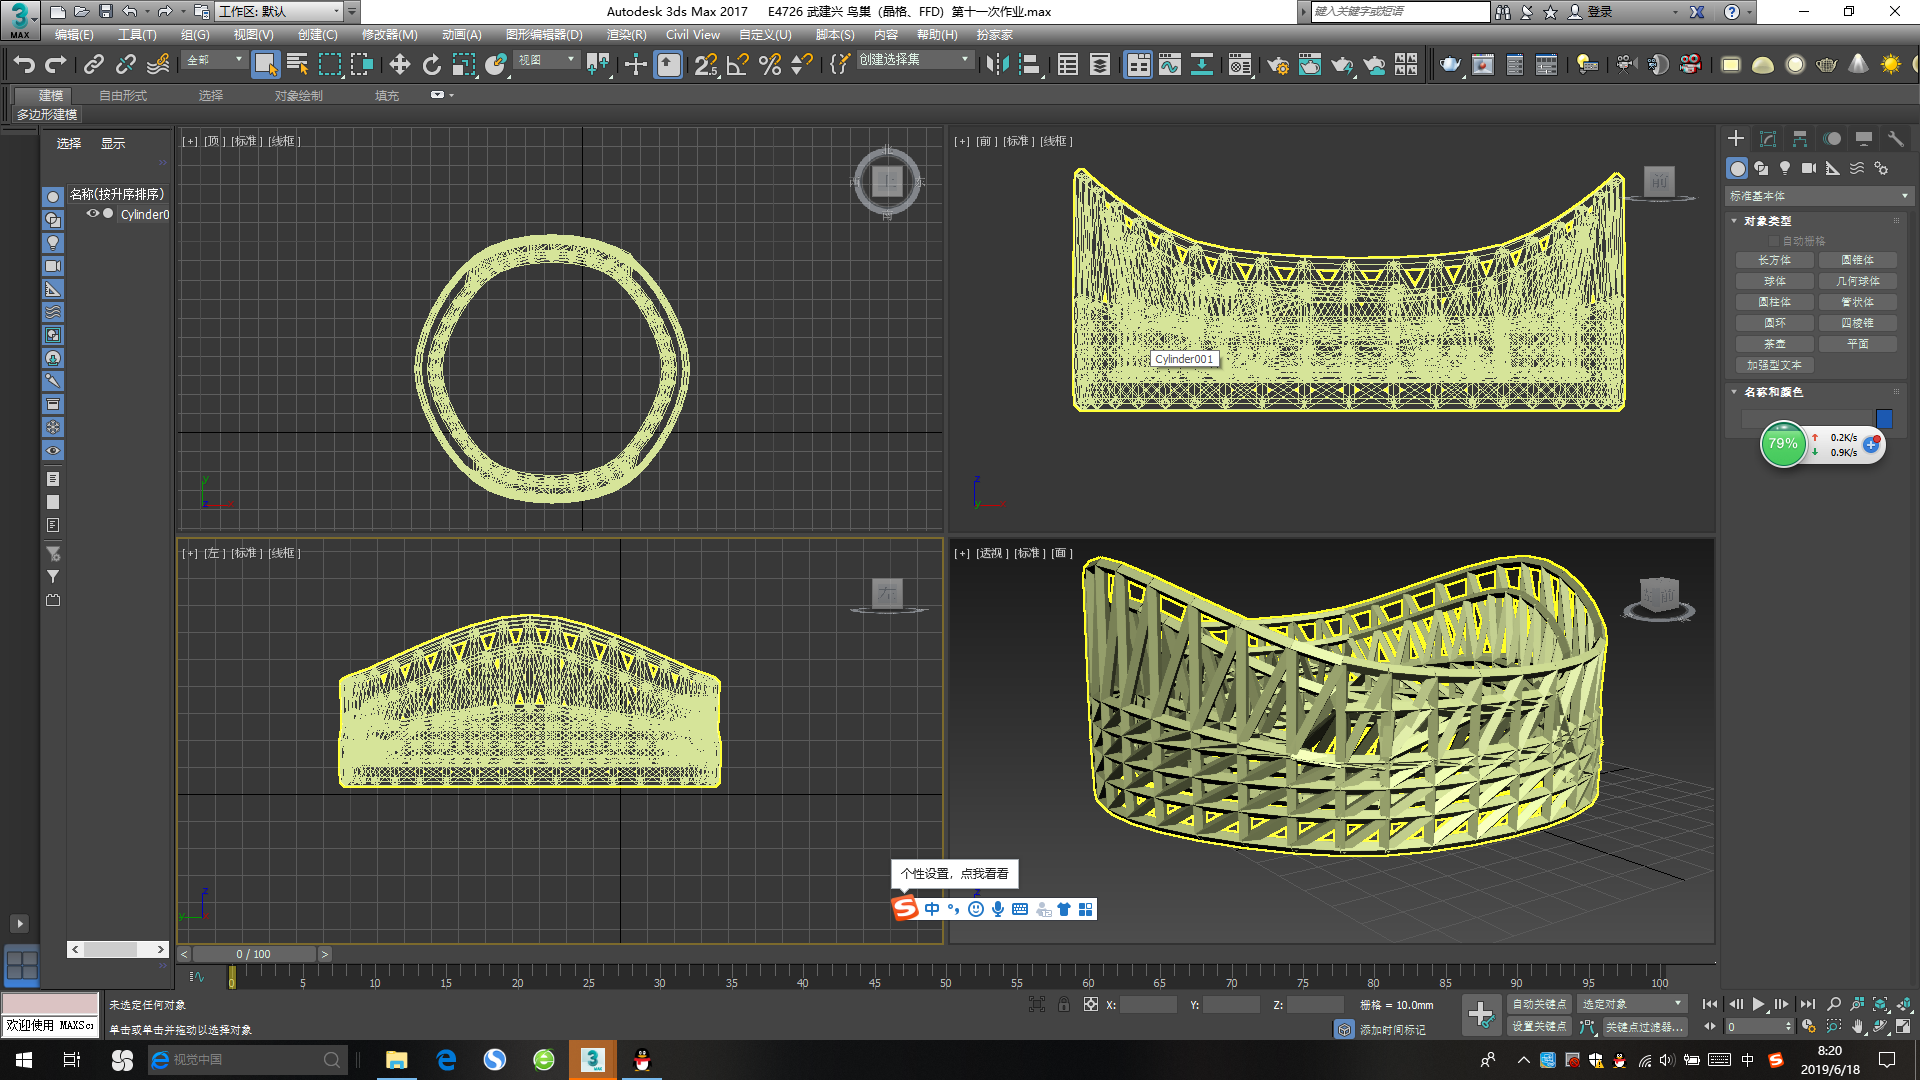 3
MAX
工作区: 默认
Autodesk 3ds Max 2017    E4726 武建兴 鸟巢（晶格、FFD）第十一次作业.max
键入关键字或短语
登录
编辑(E)
工具(T)
组(G)
视图(V)
创建(C)
修改器(M)
动画(A)
图形编辑器(D)
渲染(R)
Civil View
自定义(U)
脚本(S)
内容
帮助(H)
扮家家
全部
视图
创建选择集
建模
自由形式
选择
对象绘制
填充
多边形建模
选择
显示
名称(按升序排序)
Cylinder0
[+] [顶] [标准] [线框]
[+] [前] [标准] [线框]
[+] [左] [标准] [线框]
[+] [透视] [标准] [面]
Cylinder001
标准基本体
对象类型
自动栅格
长方体
圆锥体
球体
几何球体
圆柱体
管状体
圆环
四棱锥
茶壶
平面
加强型文本
名称和颜色
79%
0.2K/s
0.9K/s
个性设置，点我看看
中
0 / 100
0 5 10 15 20 25 30 35 40 45 50 55 60 65 70 75 80 85 90 95 100
未选定任何对象
单击或单击并拖动以选择对象
欢迎使用 MAXSc
X:
Y:
Z:
栅格 = 10.0mm
添加时间标记
自动关键点
选定对象
设置关键点
关键点过滤器...
0
视觉中国
中
8:20
2019/6/18